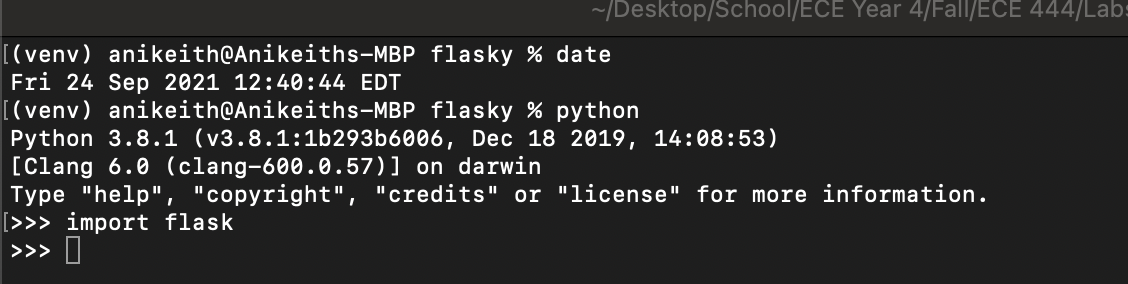 ~/Desktop/School/ECE Year 4/Fall/ECE 444/Labs
[(venv) anikeith@Anikeiths-MBP flasky % date
Fri 24 Sep 2021 12:40:44 EDT
[(venv) anikeith@Anikeiths-MBP flasky % python
Python 3.8.1 (v3.8.1:1b293b6006, Dec 18 2019, 14:08:53)
[Clang 6.0 (clang-600.0.57)] on darwin
Type "help", "copyright", "credits" or "license" for more information.
[>>> import flask
>>>